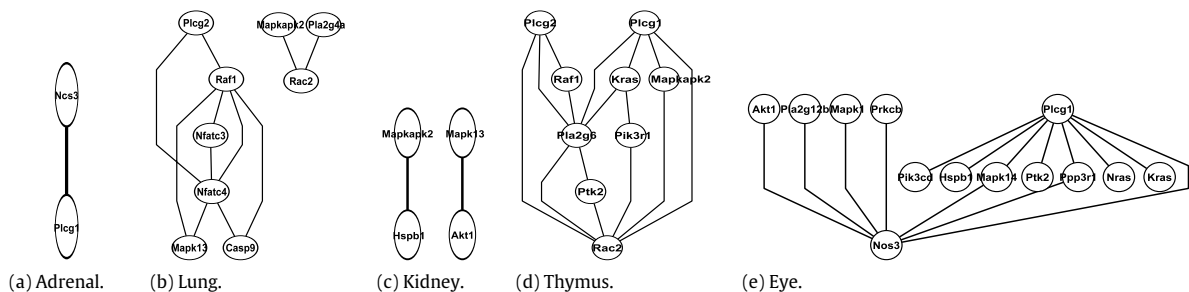 Ncs3
Plcg1
(a) Adrenal.
Plcg2
Mapkapk2
Pla2g4a
Raf1
Rac2
Nfatc3
Nfatc4
Mapk13
Casp9
(b) Lung.
Mapkapk2
Mapk13
Hspb1
Akt1
(c) Kidney.
Plcg2
Plcg1
Raf1
Kras
Mapkapk2
Pla2g6
Pik3r1
Ptk2
Rac2
(d) Thymus.
Akt1
Pla2g12b
Mapk1
Prkcb
Plcg1
Pik3cd
Hspb1
Mapk14
Ptk2
Ppp3r1
Nras
Kras
Nos3
(e) Eye.